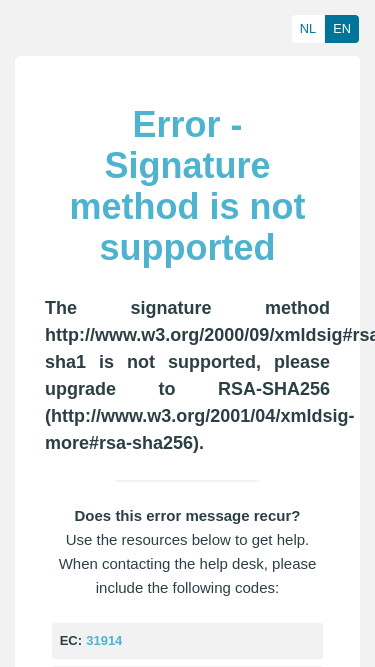 NL EN
Error -
Signature
method is not
supported
The signature method
http://www.w3.org/2000/09/xmldsig#rsa
sha1 is not supported, please
upgrade to RSA-SHA256
(http://www.w3.org/2001/04/xmldsig-
more#rsa-sha256).
Does this error message recur?
Use the resources below to get help.
When contacting the help desk, please
include the following codes:
EC: 31914